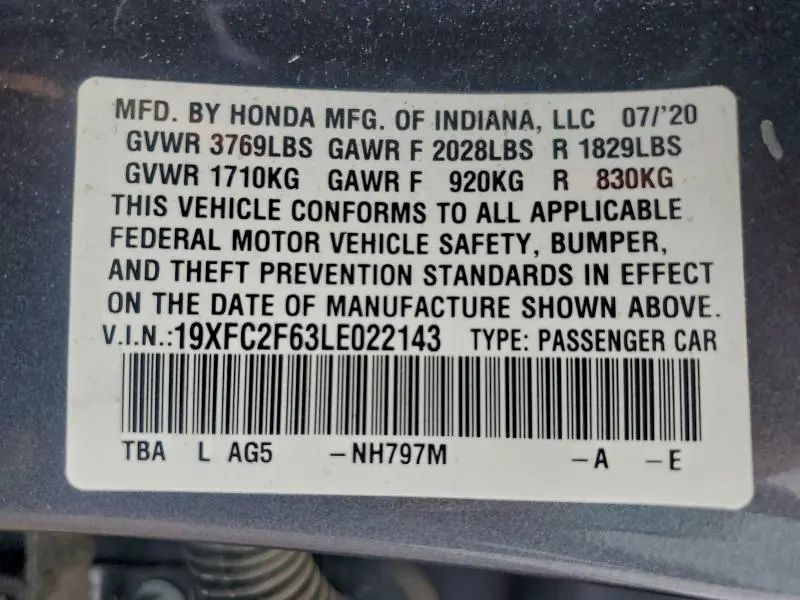 MFD. BY HONDA MFG. OF INDIANA, LLC 07/'20
GVWR 3769LBS GAWR F 2028LBS R 1829LBS
GVWR 1710KG GAWR F 920KG R 830KG
THIS VEHICLE CONFORMS TO ALL APPLICABLE
FEDERAL MOTOR VEHICLE SAFETY, BUMPER,
AND THEFT PREVENTION STANDARDS IN EFFECT
ON THE DATE OF MANUFACTURE SHOWN ABOVE.
V.I.N.:19XFC2F63LE022143 TYPE: PASSENGER CAR
TBA L AG5 -NH797M -A -E